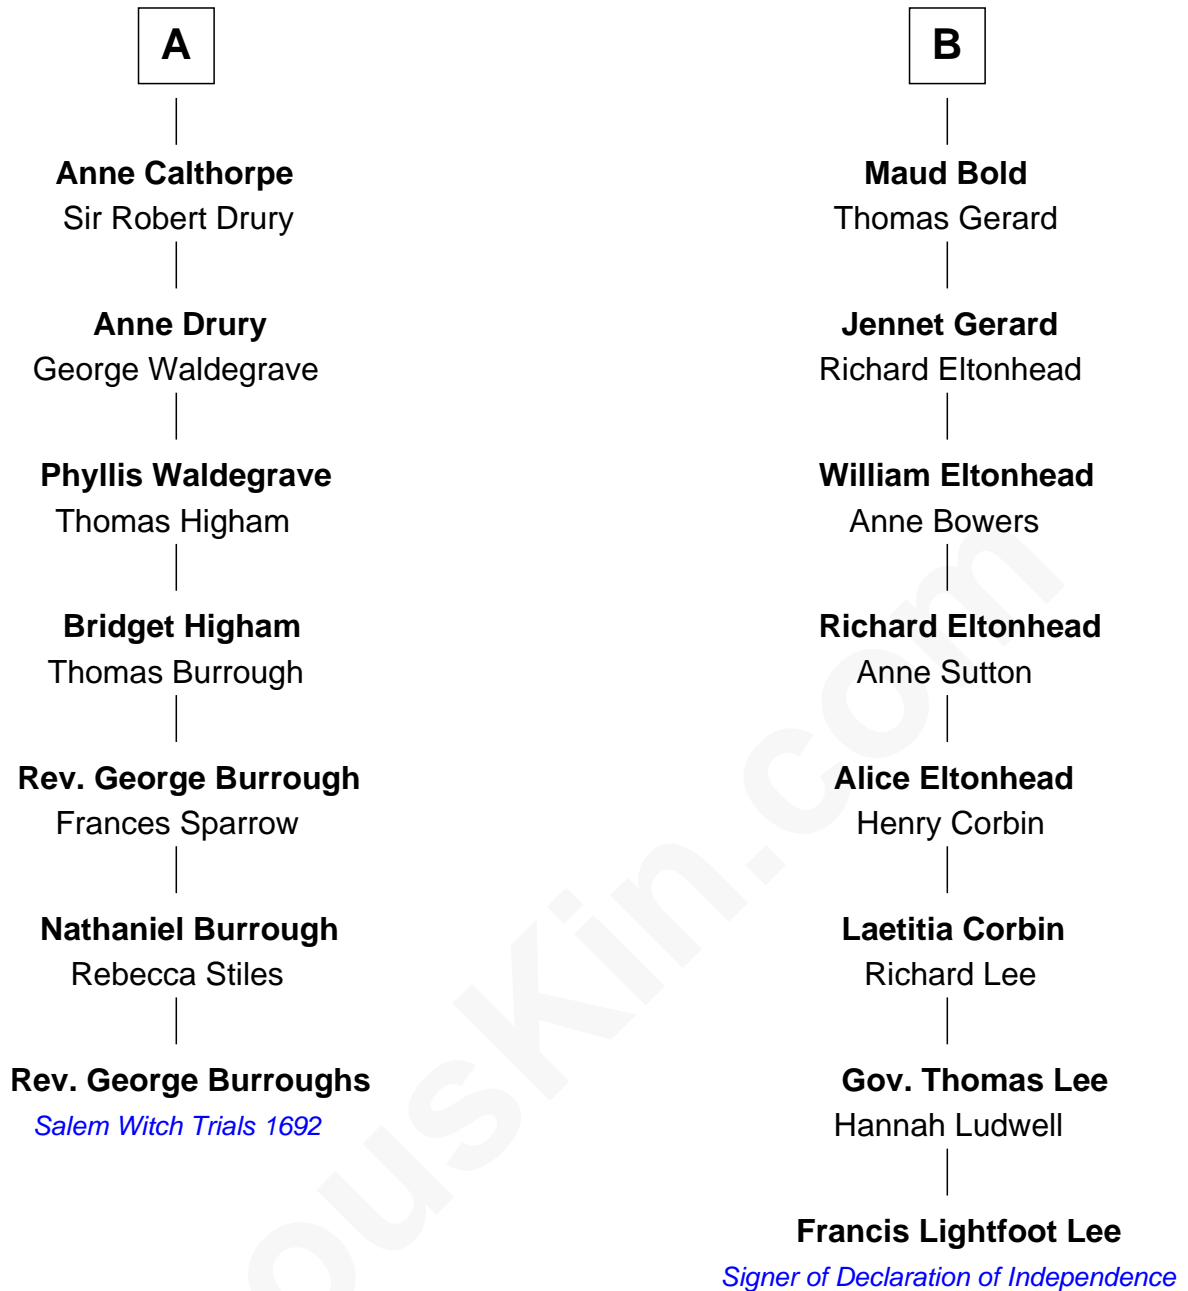 A
Anne Calthorpe
Sir Robert Drury
Anne Drury
George Waldegrave
Phyllis Waldegrave
Thomas Higham
Bridget Higham
Thomas Burrough
Rev. George Burrough
Frances Sparrow
Nathaniel Burrough
Rebecca Stiles
Rev. George Burroughs
Salem Witch Trials 1692
B
Maud Bold
Thomas Gerard
Jennet Gerard
Richard Eltonhead
William Eltonhead
Anne Bowers
Richard Eltonhead
Anne Sutton
Alice Eltonhead
Henry Corbin
Laetitia Corbin
Richard Lee
Gov. Thomas Lee
Hannah Ludwell
Francis Lightfoot Lee
Signer of Declaration of Independence
ousKin.com